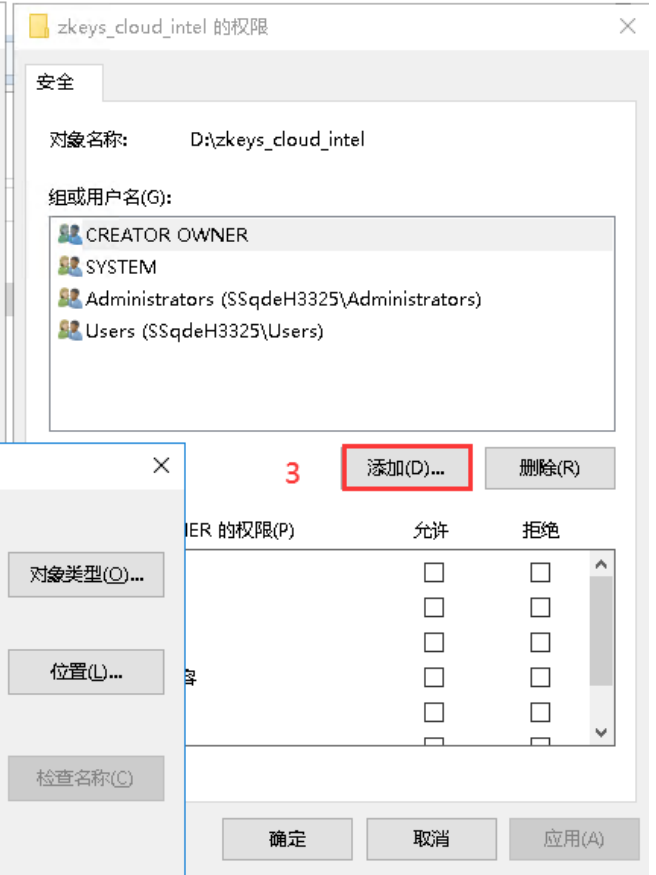 zkeys_cloud_intel 的权限
安全
对象名称: D:\zkeys_cloud_intel
组或用户名(G):
CREATOR OWNER
SYSTEM
Administrators (SSqdeH3325\Administrators)
Users (SSqdeH3325\Users)
3
添加(D)...
删除(R)
NER 的权限(P) 允许 拒绝
对象类型(O)...
位置(L)...
容
检查名称(C)
确定
取消
应用(A)